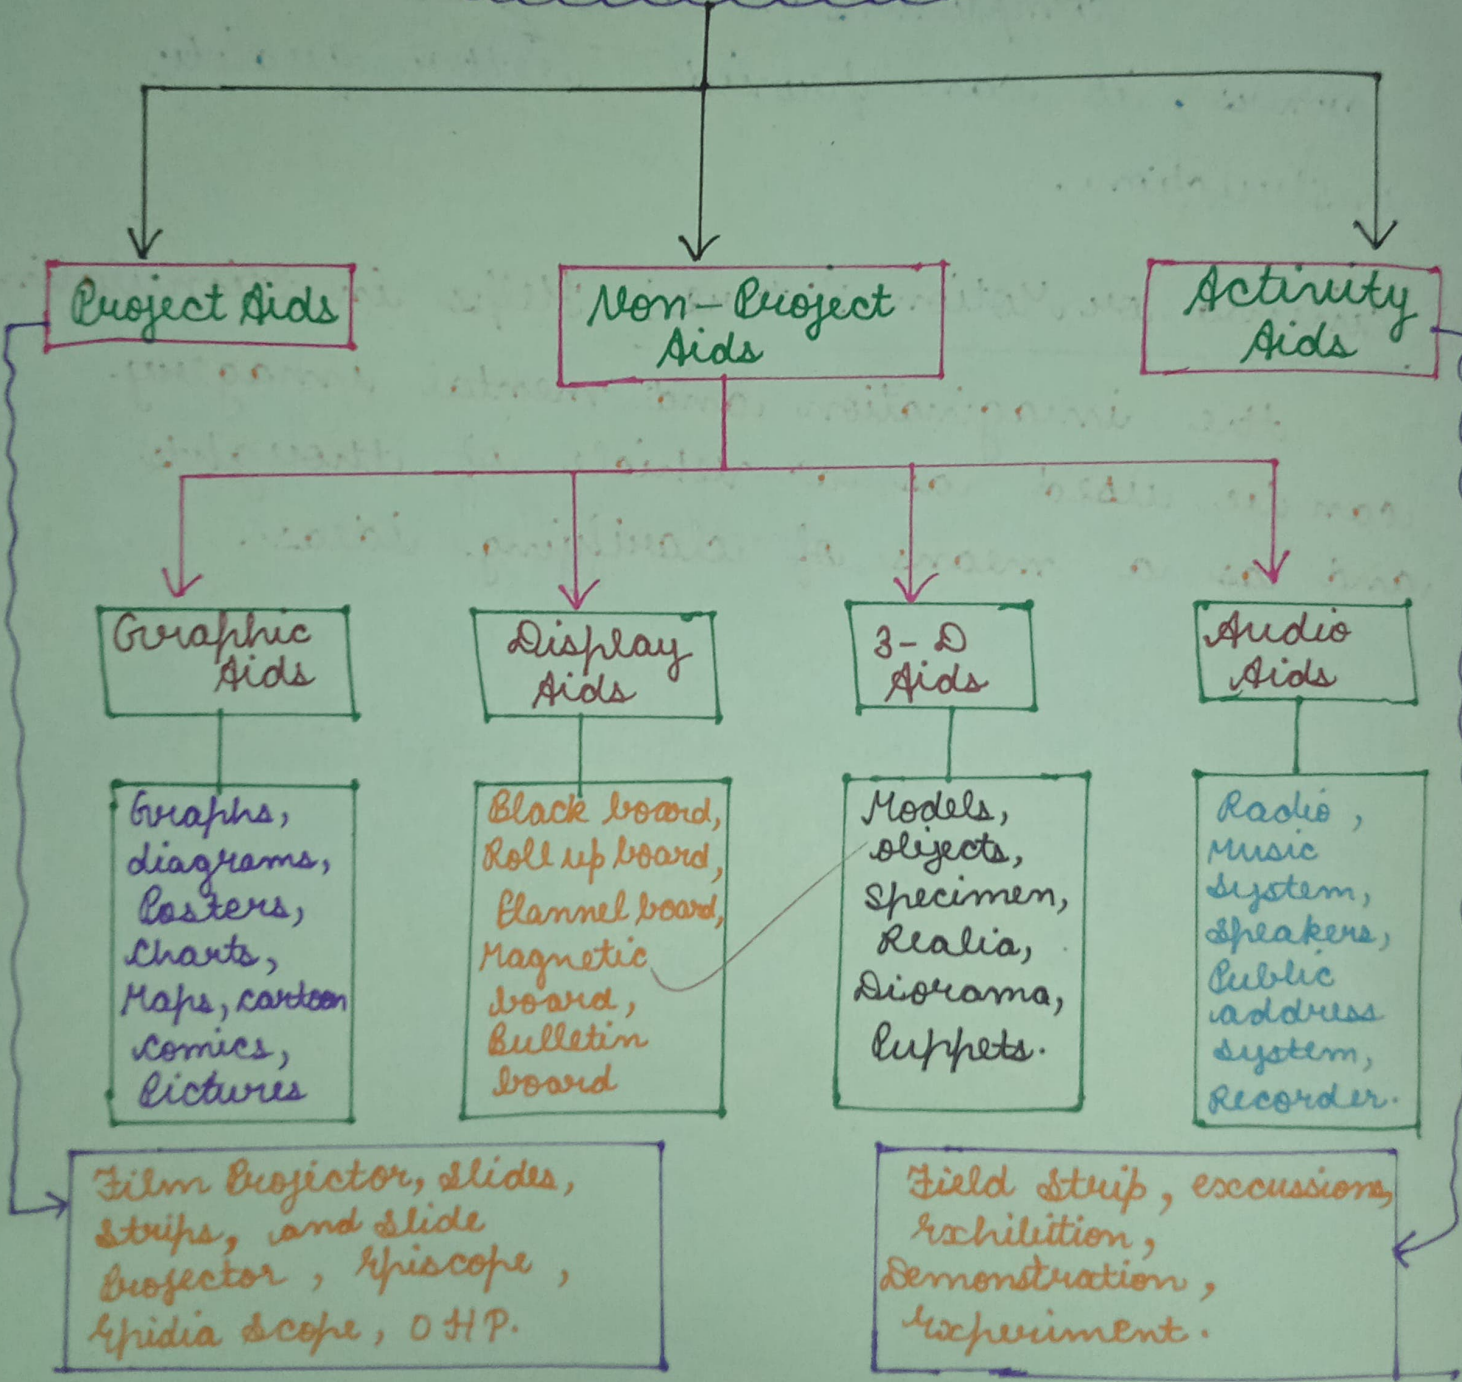 Project Aids
Non-Project
Aids
Activity
Aids
Graphic
Aids
Display
Aids
3-D
Aids
Audio
Aids
Graphs,
diagrams,
Posters,
Charts,
Maps, cartoon
comics,
Pictures
Black board,
Roll up board,
Flannel board,
Magnetic
board,
Bulletin
board
Models,
objects,
Specimen,
Realia,
Diorama,
Puppets.
Radio,
Music
System,
Speakers,
Public
address
system,
Recorder.
Film Projector, slides,
strips, and slide
Projector, Episcope,
Epidia Scope, OHP.
Field Strip, exccussions,
Exhibition,
Demonstration,
Experiment.